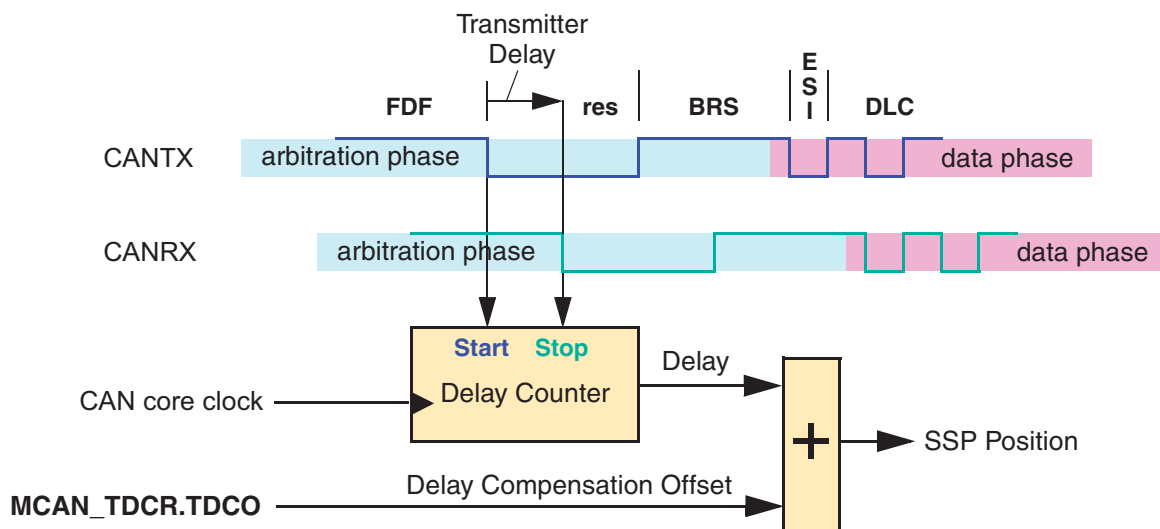 Transmitter
Delay
E
S
I
FDF
res
BRS
DLC
CANTX
arbitration phase
data phase
CANRX
arbitration phase
data phase
Start
Stop
Delay Counter
Delay
CAN core clock
+
SSP Position
Delay Compensation Offset
MCAN_TDCR.TDCO